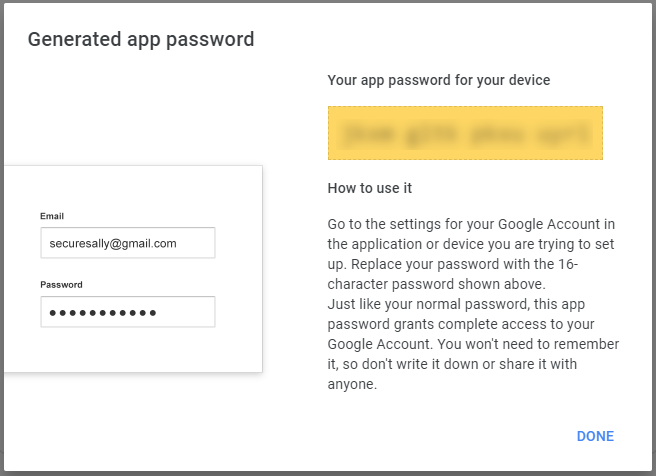 Generated app password
Your app password for your device
How to use it
Email
securesally@gmail.com
Password
●●●●●●●●●●●
Go to the settings for your Google Account in
the application or device you are trying to set
up. Replace your password with the 16-
character password shown above.
Just like your normal password, this app
password grants complete access to your
Google Account. You won't need to remember
it, so don't write it down or share it with
anyone.
DONE